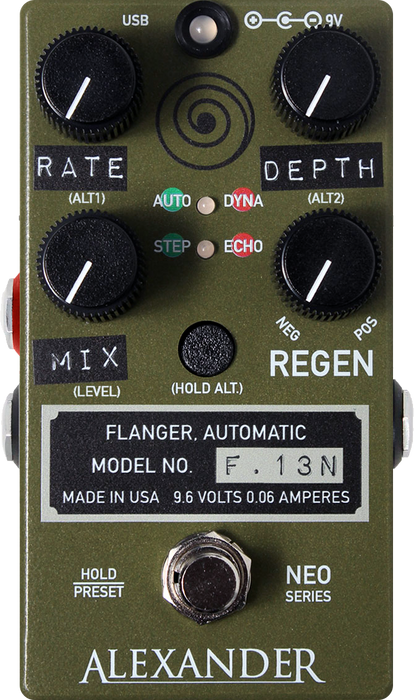 USB
9V
RATE
DEPTH
(ALT1)
(ALT2)
AUTO
DYNA
STEP
ECHO
NEG
POS
MIX
REGEN
(LEVEL)
(HOLD ALT.)
FLANGER, AUTOMATIC
MODEL NO. F.13N
MADE IN USA 9.6 VOLTS 0.06 AMPERES
HOLD
PRESET
NEO
SERIES
ALEXANDER